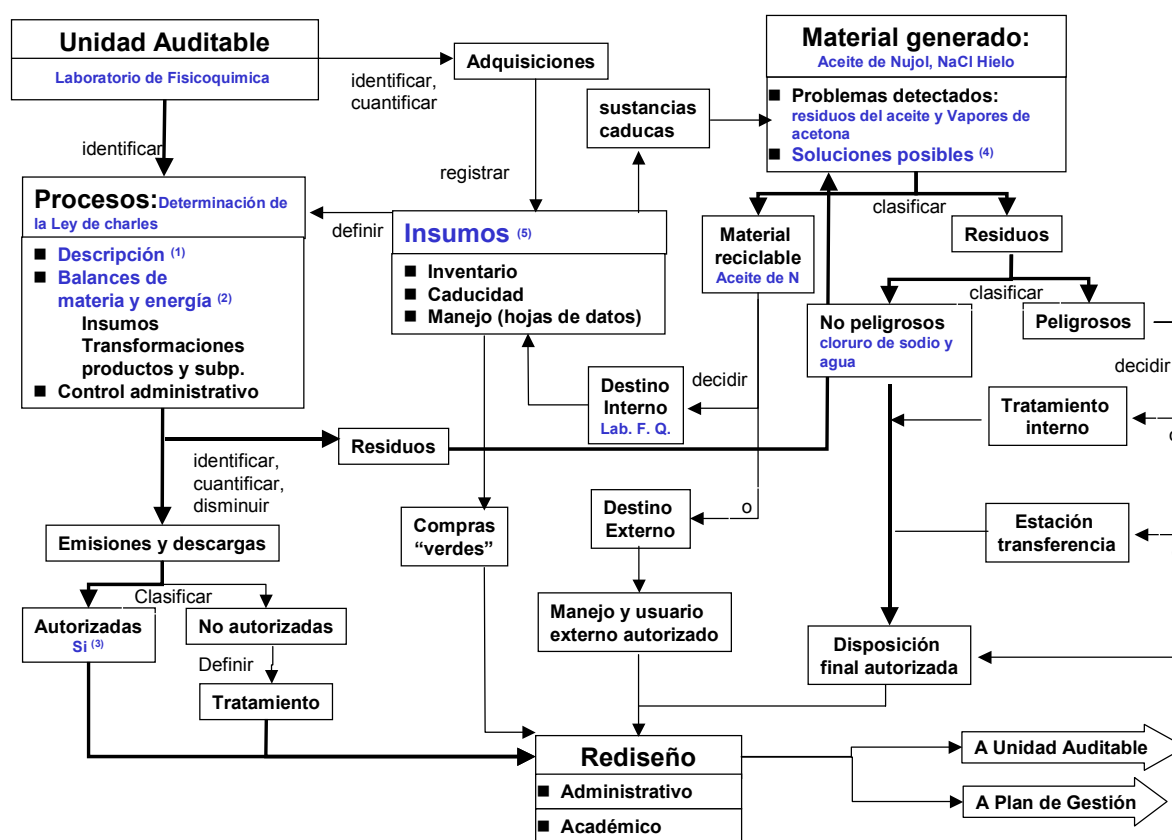 Unidad Auditable
Laboratorio de Fisicoquimica
identificar,
cuantificar
Adquisiciones
Material generado:
Aceite de Nujol, NaCl Hielo
■ Problemas detectados:
residuos del aceite y Vapores de
acetona
■ Soluciones posibles (4)
sustancias
caducas
identificar
registrar
Procesos:Determinación de
la Ley de charles
■ Descripción (1)
■ Balances de
materia y energía (2)
Insumos
Transformaciones
productos y subp.
■ Control administrativo
definir
Insumos (5)
■ Inventario
■ Caducidad
■ Manejo (hojas de datos)
clasificar
Material
reciclable
Aceite de N
Residuos
clasificar
No peligrosos
cloruro de sodio y
agua
Peligrosos
decidir
decidir
Destino
Interno
Lab. F. Q.
Tratamiento
interno
Residuos
identificar,
cuantificar,
disminuir
Emisiones y descargas
Compras
“verdes”
Destino
Externo
o
Estación
transferencia
Clasificar
Autorizadas
Si (3)
No autorizadas
Definir
Tratamiento
Manejo y usuario
externo autorizado
Disposición
final autorizada
Rediseño
■ Administrativo
■ Académico
A Unidad Auditable
A Plan de Gestión